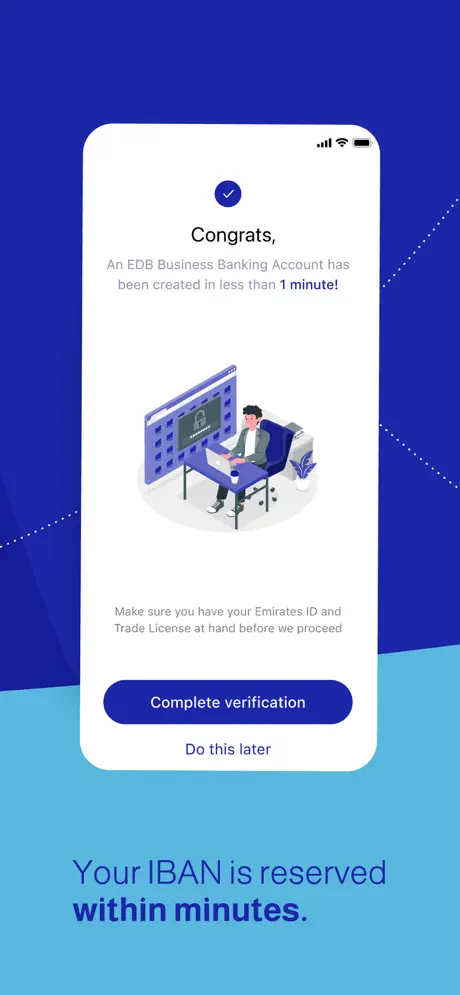 Congrats,
An EDB Business Banking Account has
been created in less than 1 minute!
Make sure you have your Emirates ID and
Trade License at hand before we proceed
Complete verification
Do this later
Your IBAN is reserved
within minutes.